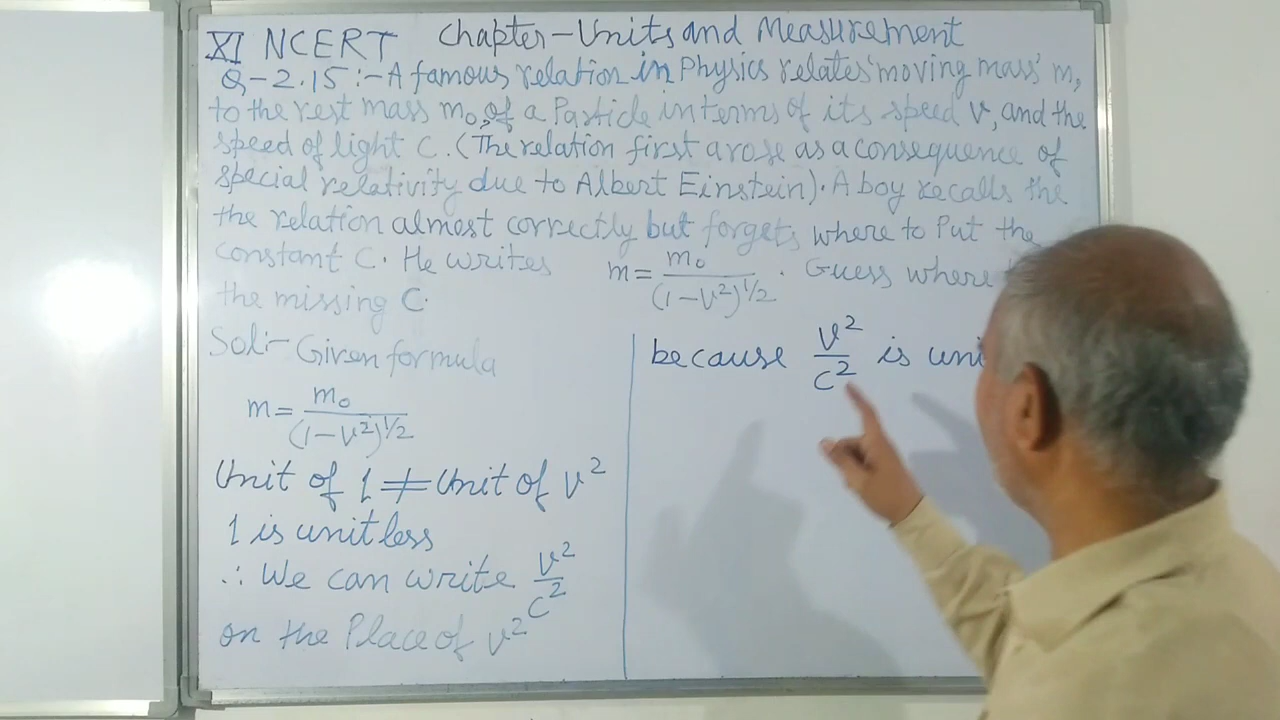 XI NCERT Chapter-Units and Measurement
Q-2.15:- A famous relation in Physics relates 'moving mass' m,
to the rest mass m₀, of a Particle in terms of its speed v, and the
speed of light C. (The relation first arose as a consequence of
special relativity due to Albert Einstein). A boy recalls the
the relation almost correctly but forgets where to Put the
constant C. He writes m = m₀/(1-v²)^1/2 . Guess where
the missing C.
Sol:- Given formula
m = m₀/(1-v²)^1/2
Unit of 1 ≠ Unit of v²
1 is unitless
∴ We can write v²/c²
on the Place of v²
because v²/c² is